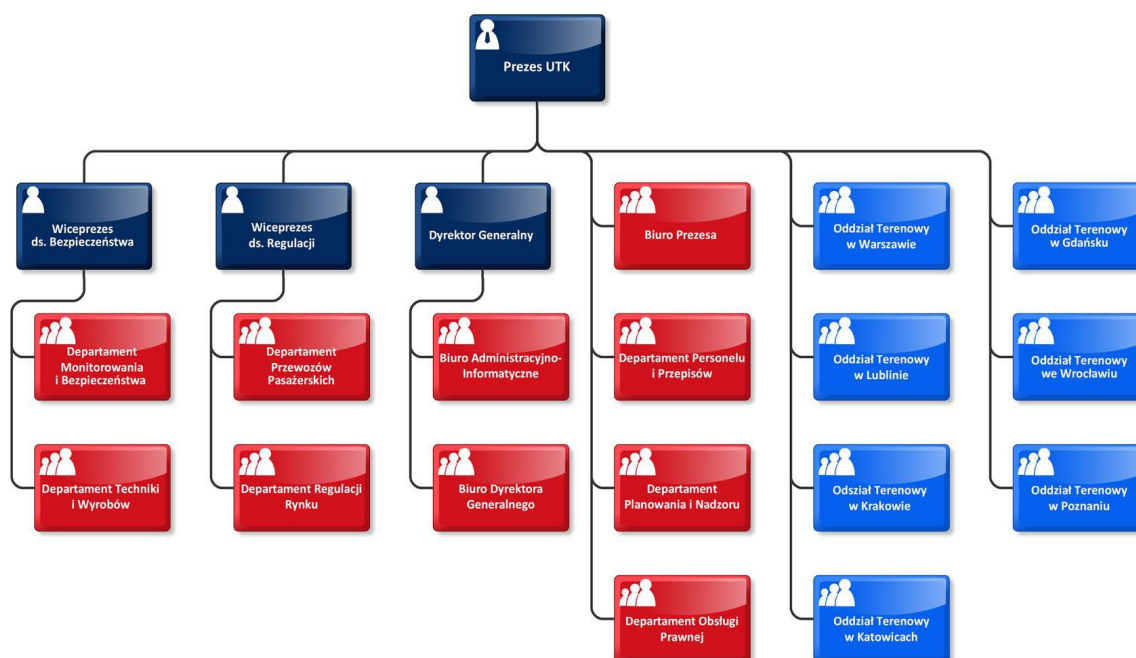 Prezes UTK
Wiceprezes
ds. Bezpieczeństwa
Wiceprezes
ds. Regulacji
Dyrektor Generalny
Biuro Prezesa
Oddział Terenowy
w Warszawie
Oddział Terenowy
w Gdańsku
Departament
Monitorowania
i Bezpieczeństwa
Departament
Przewozów
Pasażerskich
Biuro Administracyjno-
Informatyczne
Departament Personelu
i Przepisów
Oddział Terenowy
w Lublinie
Oddział Terenowy
we Wrocławiu
Departament Techniki
i Wyrobów
Departament Regulacji
Rynku
Biuro Dyrektora
Generalnego
Departament
Planowania i Nadzoru
Odsział Terenowy
w Krakowie
Oddział Terenowy
w Poznaniu
Departament Obsługi
Prawnej
Oddział Terenowy
w Katowicach